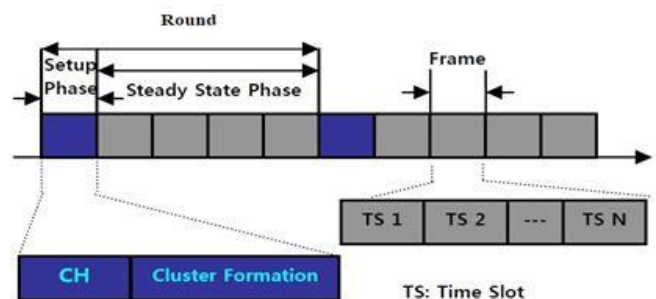 Round
Setup Phase
Steady State Phase
Frame
TS 1 TS 2 --- TS N
CH Cluster Formation
TS: Time Slot